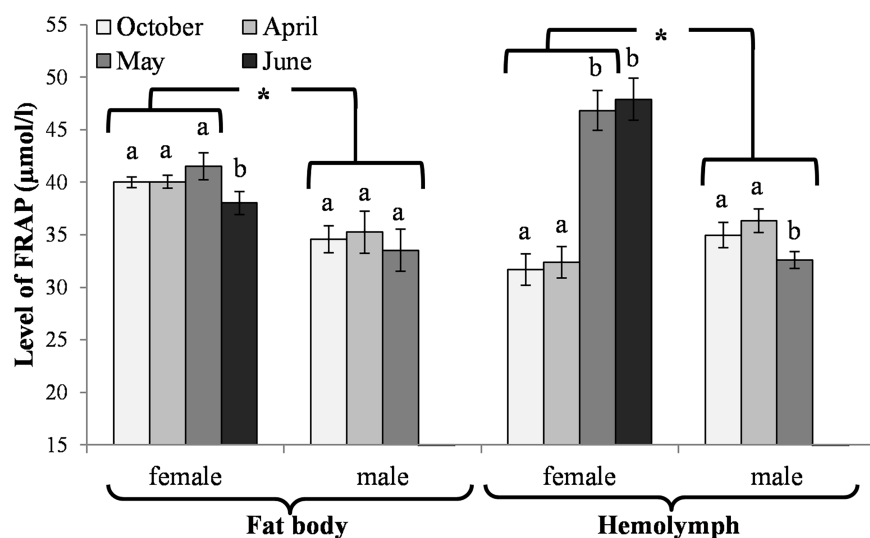 Level of FRAP (µmol/l)
55
50
45
40
35
30
25
20
15
October April
May June
* *
a a a b
a a a
a a b b
a a b
female male female male
Fat body Hemolymph